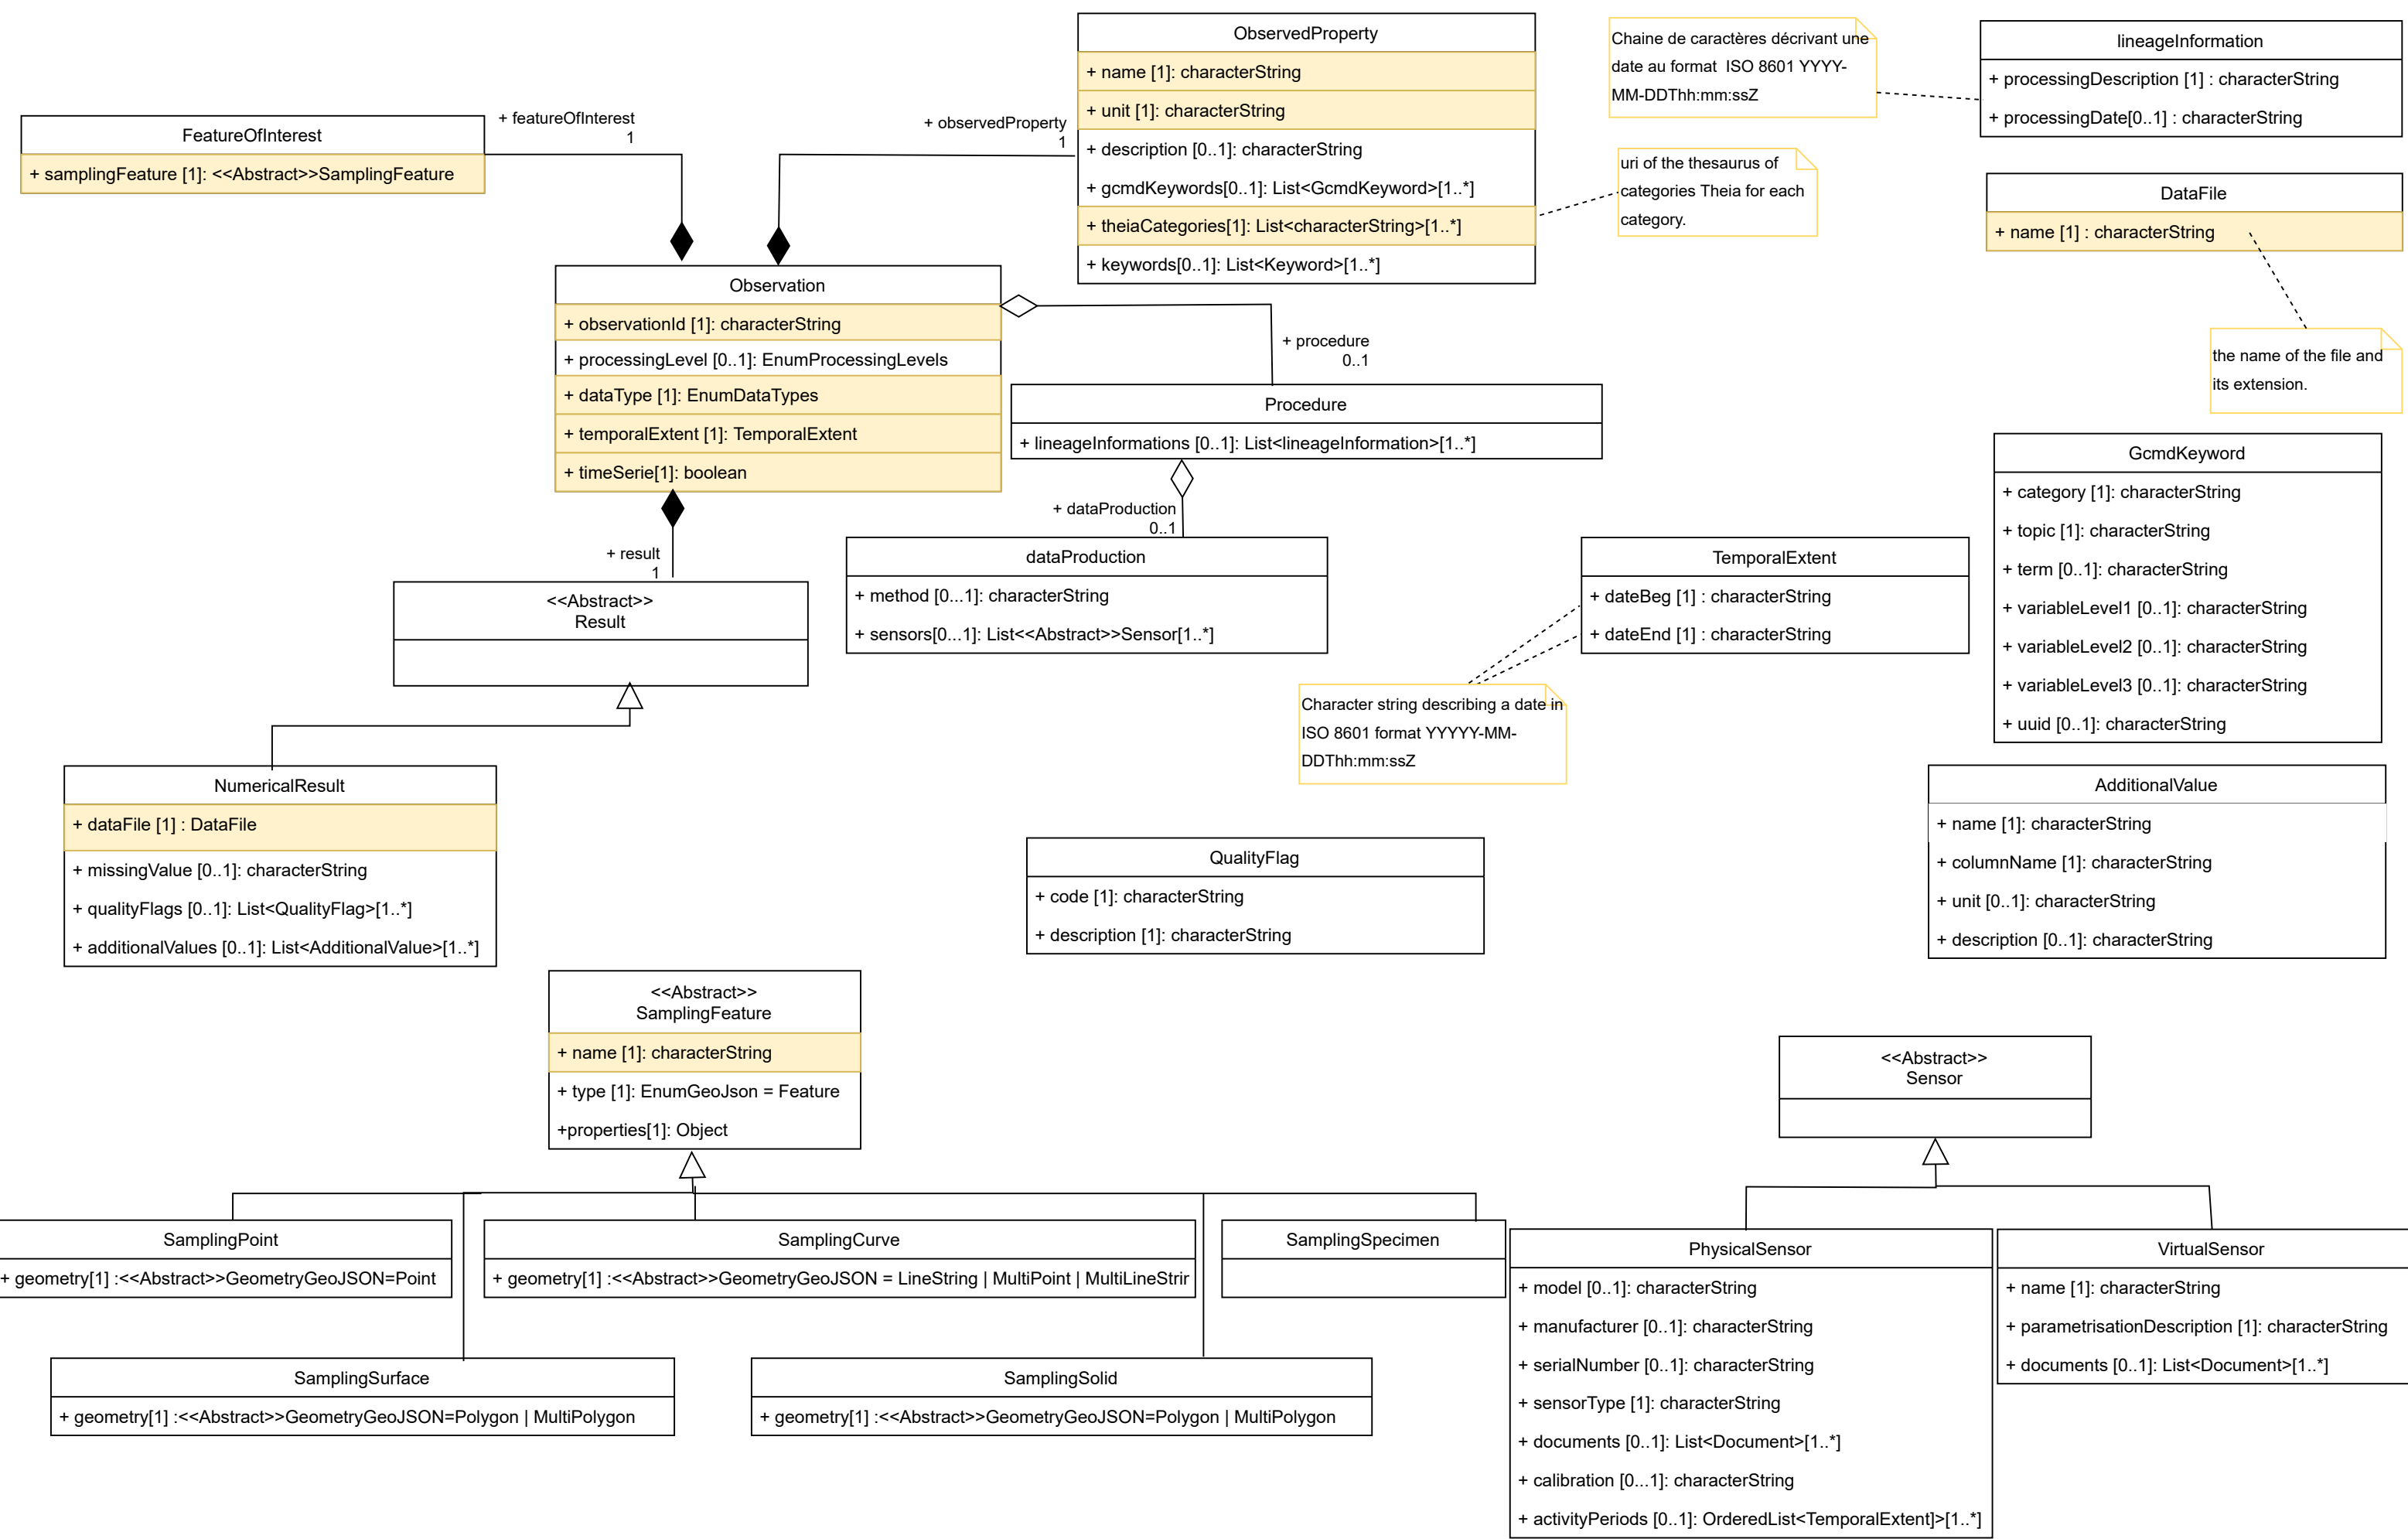 ObservedProperty
+ name [1]: characterString
+ unit [1]: characterString
+ description [0..1]: characterString
+ gcmdKeywords[0..1]: List<GcmdKeyword>[1..*]
+ theiaCategories[1]: List<characterString>[1..*]
+ keywords[0..1]: List<Keyword>[1..*]
Chaine de caractères décrivant une
date au format  ISO 8601 YYYY-
MM-DDThh:mm:ssZ
lineageInformation
+ processingDescription [1] : characterString
+ processingDate[0..1] : characterString
FeatureOfInterest
+ samplingFeature [1]: <<Abstract>>SamplingFeature
+ featureOfInterest
1
+ observedProperty
1
uri of the thesaurus of
categories Theia for each
category.
DataFile
+ name [1] : characterString
the name of the file and
its extension.
Observation
+ observationId [1]: characterString
+ processingLevel [0..1]: EnumProcessingLevels
+ dataType [1]: EnumDataTypes
+ temporalExtent [1]: TemporalExtent
+ timeSerie[1]: boolean
+ procedure
0..1
Procedure
+ lineageInformations [0..1]: List<lineageInformation>[1..*]
+ dataProduction
0..1
dataProduction
+ method [0...1]: characterString
+ sensors[0...1]: List<<Abstract>>Sensor[1..*]
+ result
1
<<Abstract>>
Result
TemporalExtent
+ dateBeg [1] : characterString
+ dateEnd [1] : characterString
Character string describing a date in
ISO 8601 format YYYYY-MM-
DDThh:mm:ssZ
GcmdKeyword
+ category [1]: characterString
+ topic [1]: characterString
+ term [0..1]: characterString
+ variableLevel1 [0..1]: characterString
+ variableLevel2 [0..1]: characterString
+ variableLevel3 [0..1]: characterString
+ uuid [0..1]: characterString
NumericalResult
+ dataFile [1] : DataFile
+ missingValue [0..1]: characterString
+ qualityFlags [0..1]: List<QualityFlag>[1..*]
+ additionalValues [0..1]: List<AdditionalValue>[1..*]
QualityFlag
+ code [1]: characterString
+ description [1]: characterString
AdditionalValue
+ name [1]: characterString
+ columnName [1]: characterString
+ unit [0..1]: characterString
+ description [0..1]: characterString
<<Abstract>>
SamplingFeature
+ name [1]: characterString
+ type [1]: EnumGeoJson = Feature
+properties[1]: Object
<<Abstract>>
Sensor
SamplingPoint
+ geometry[1] :<<Abstract>>GeometryGeoJSON=Point
SamplingCurve
+ geometry[1] :<<Abstract>>GeometryGeoJSON = LineString | MultiPoint | MultiLineStrir
SamplingSpecimen
SamplingSurface
+ geometry[1] :<<Abstract>>GeometryGeoJSON=Polygon | MultiPolygon
SamplingSolid
+ geometry[1] :<<Abstract>>GeometryGeoJSON=Polygon | MultiPolygon
PhysicalSensor
+ model [0..1]: characterString
+ manufacturer [0..1]: characterString
+ serialNumber [0..1]: characterString
+ sensorType [1]: characterString
+ documents [0..1]: List<Document>[1..*]
+ calibration [0...1]: characterString
+ activityPeriods [0..1]: OrderedList<TemporalExtent]>[1..*]
VirtualSensor
+ name [1]: characterString
+ parametrisationDescription [1]: characterString
+ documents [0..1]: List<Document>[1..*]